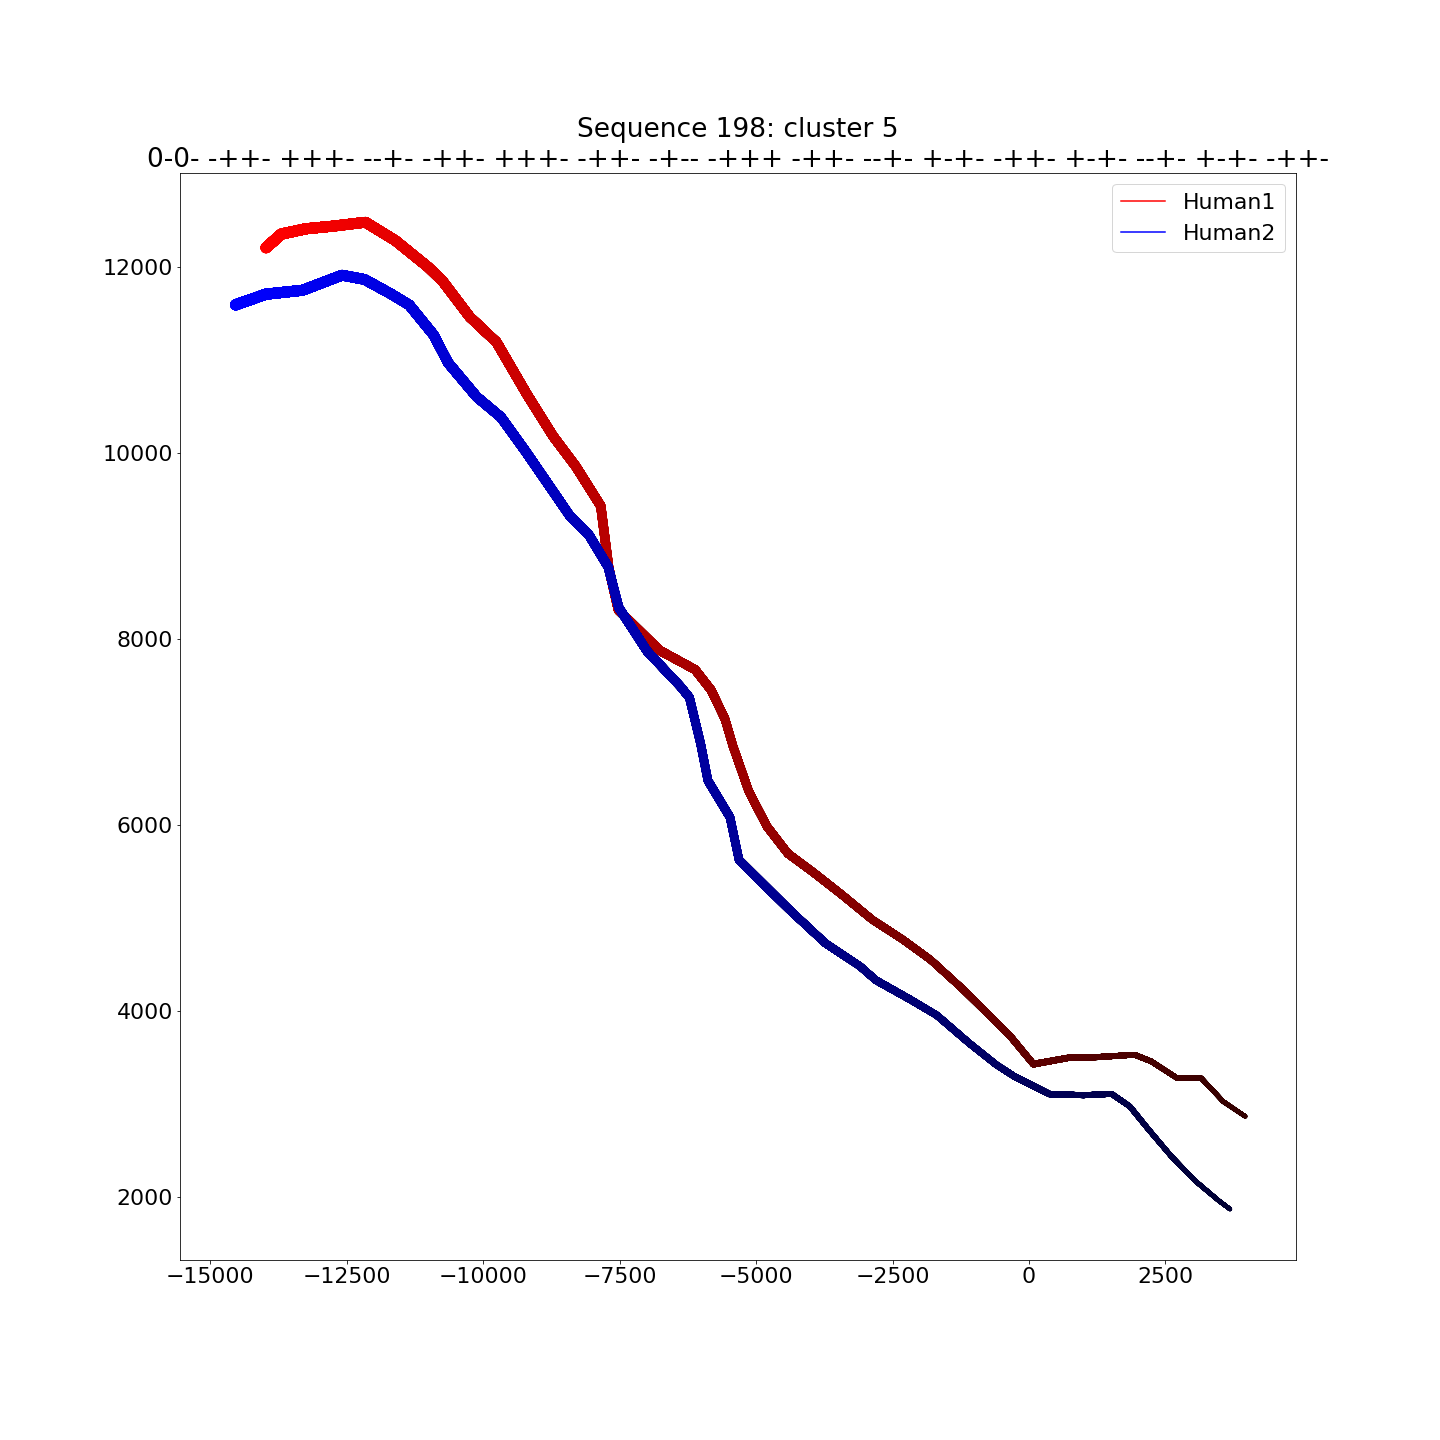 Sequence 198: cluster 5
0-0- -++- +++- --+- -++- +++- -++- -+-- -+++ -++- --+- +-+- -++- +-+- --+- +-+- -++-
Human1
Human2
12000
10000
8000
6000
4000
2000
−15000 −12500 −10000 −7500 −5000 −2500 0 2500